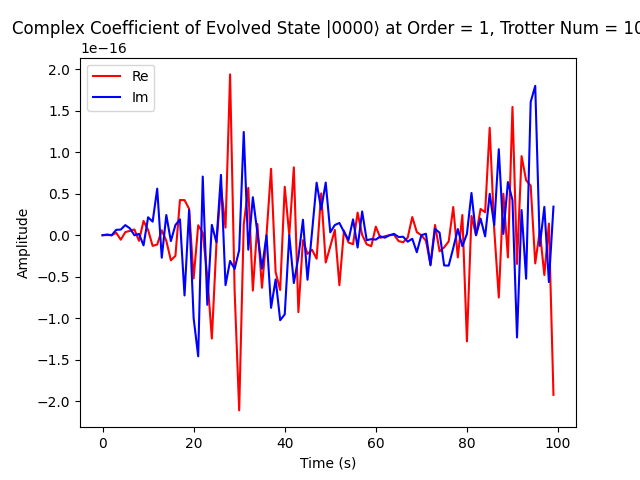 Complex Coefficient of Evolved State |0000⟩ at Order = 1, Trotter Num = 10
1e−16
Re
Im
2.0
1.5
1.0
0.5
0.0
−0.5
−1.0
−1.5
−2.0
Amplitude
0 20 40 60 80 100
Time (s)